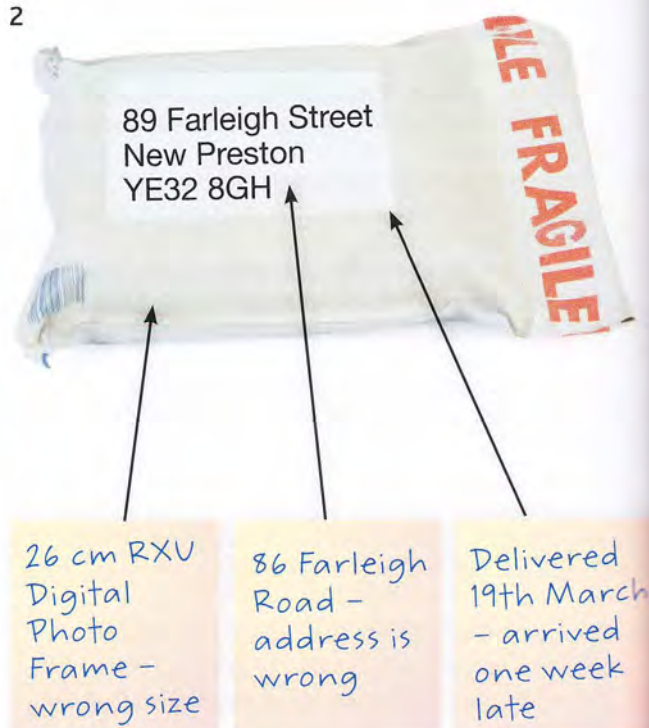 2
89 Farleigh Street
New Preston
YE32 8GH
FRAGILE
26 cm RXU
Digital
Photo
Frame –
wrong size
86 Farleigh
Road –
address is
wrong
Delivered
19th March
– arrived
one week
late